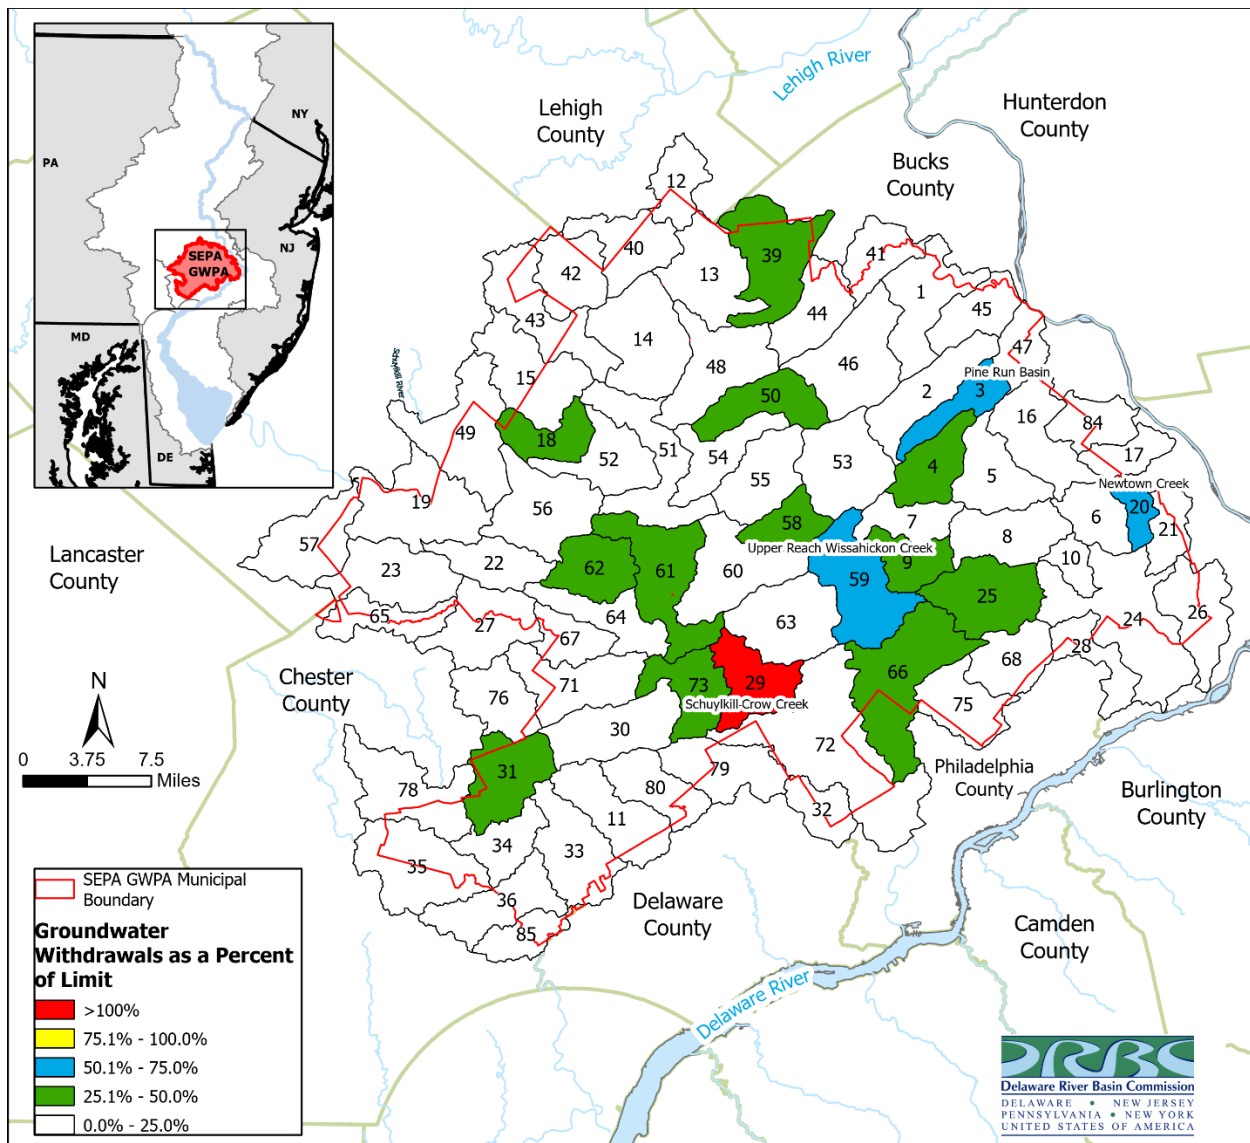 NY
PA
NJ
SEPA
GWPA
MD
DE
Lehigh
County
Lehigh River
Hunterdon
County
Bucks
County
12
40
42
13
39
41
1
45
43
14
44
47
48
46
15
Pine Run Basin
2
3
50
16
84
49
18
52
51
54
55
53
4
5
17
Newtown Creek
Schuylkill River
19
56
58
7
6
20
8
21
57
Upper Reach Wissahickon Creek
Lancaster
County
23
22
62
61
60
59
9
10
25
65
27
67
64
63
24
26
28
68
66
Chester
County
76
71
73
29
Schuylkill-Crow Creek
75
30
72
N
0 3.75 7.5
Miles
31
78
79
80
Philadelphia
County
Burlington
County
32
11
34
33
35
36
85
Delaware
County
Camden
County
Delaware River
SEPA GWPA Municipal
Boundary
Groundwater
Withdrawals as a Percent
of Limit
>100%
75.1% - 100.0%
50.1% - 75.0%
25.1% - 50.0%
0.0% - 25.0%
DRBC
Delaware River Basin Commission
DELAWARE • NEW JERSEY
PENNSYLVANIA • NEW YORK
UNITED STATES OF AMERICA